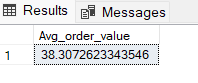 Results Messages
Avg_order_value
1 38.3072623343546